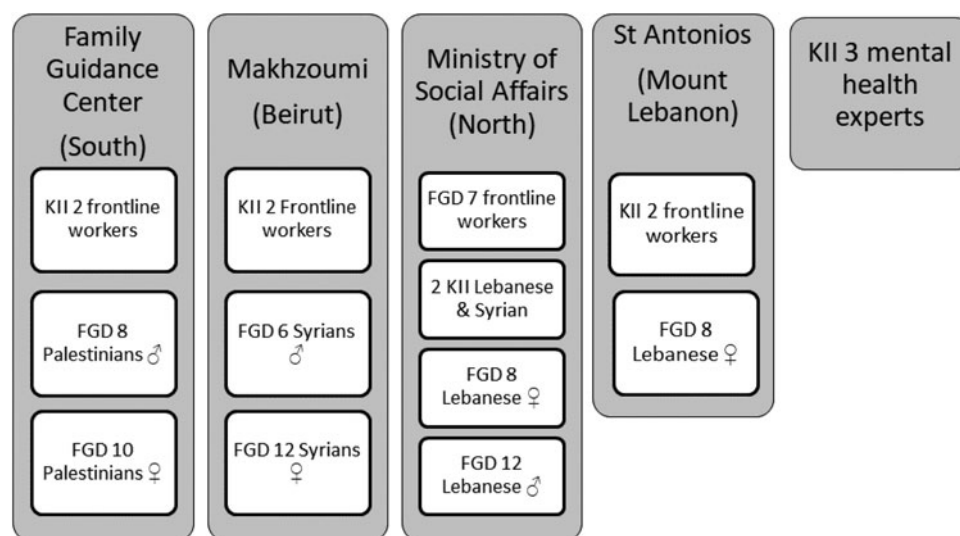 Family
Guidance
Center
(South)
KII 2 frontline
workers
FGD 8
Palestinians ♂
FGD 10
Palestinians ♀
Makhzoumi
(Beirut)
KII 2 Frontline
workers
FGD 6 Syrians
♂
FGD 12 Syrians
♀
Ministry of
Social Affairs
(North)
FGD 7 frontline
workers
2 KII Lebanese
& Syrian
FGD 8
Lebanese ♀
FGD 12
Lebanese ♂
St Antonios
(Mount
Lebanon)
KII 2 frontline
workers
FGD 8
Lebanese ♀
KII 3 mental
health
experts